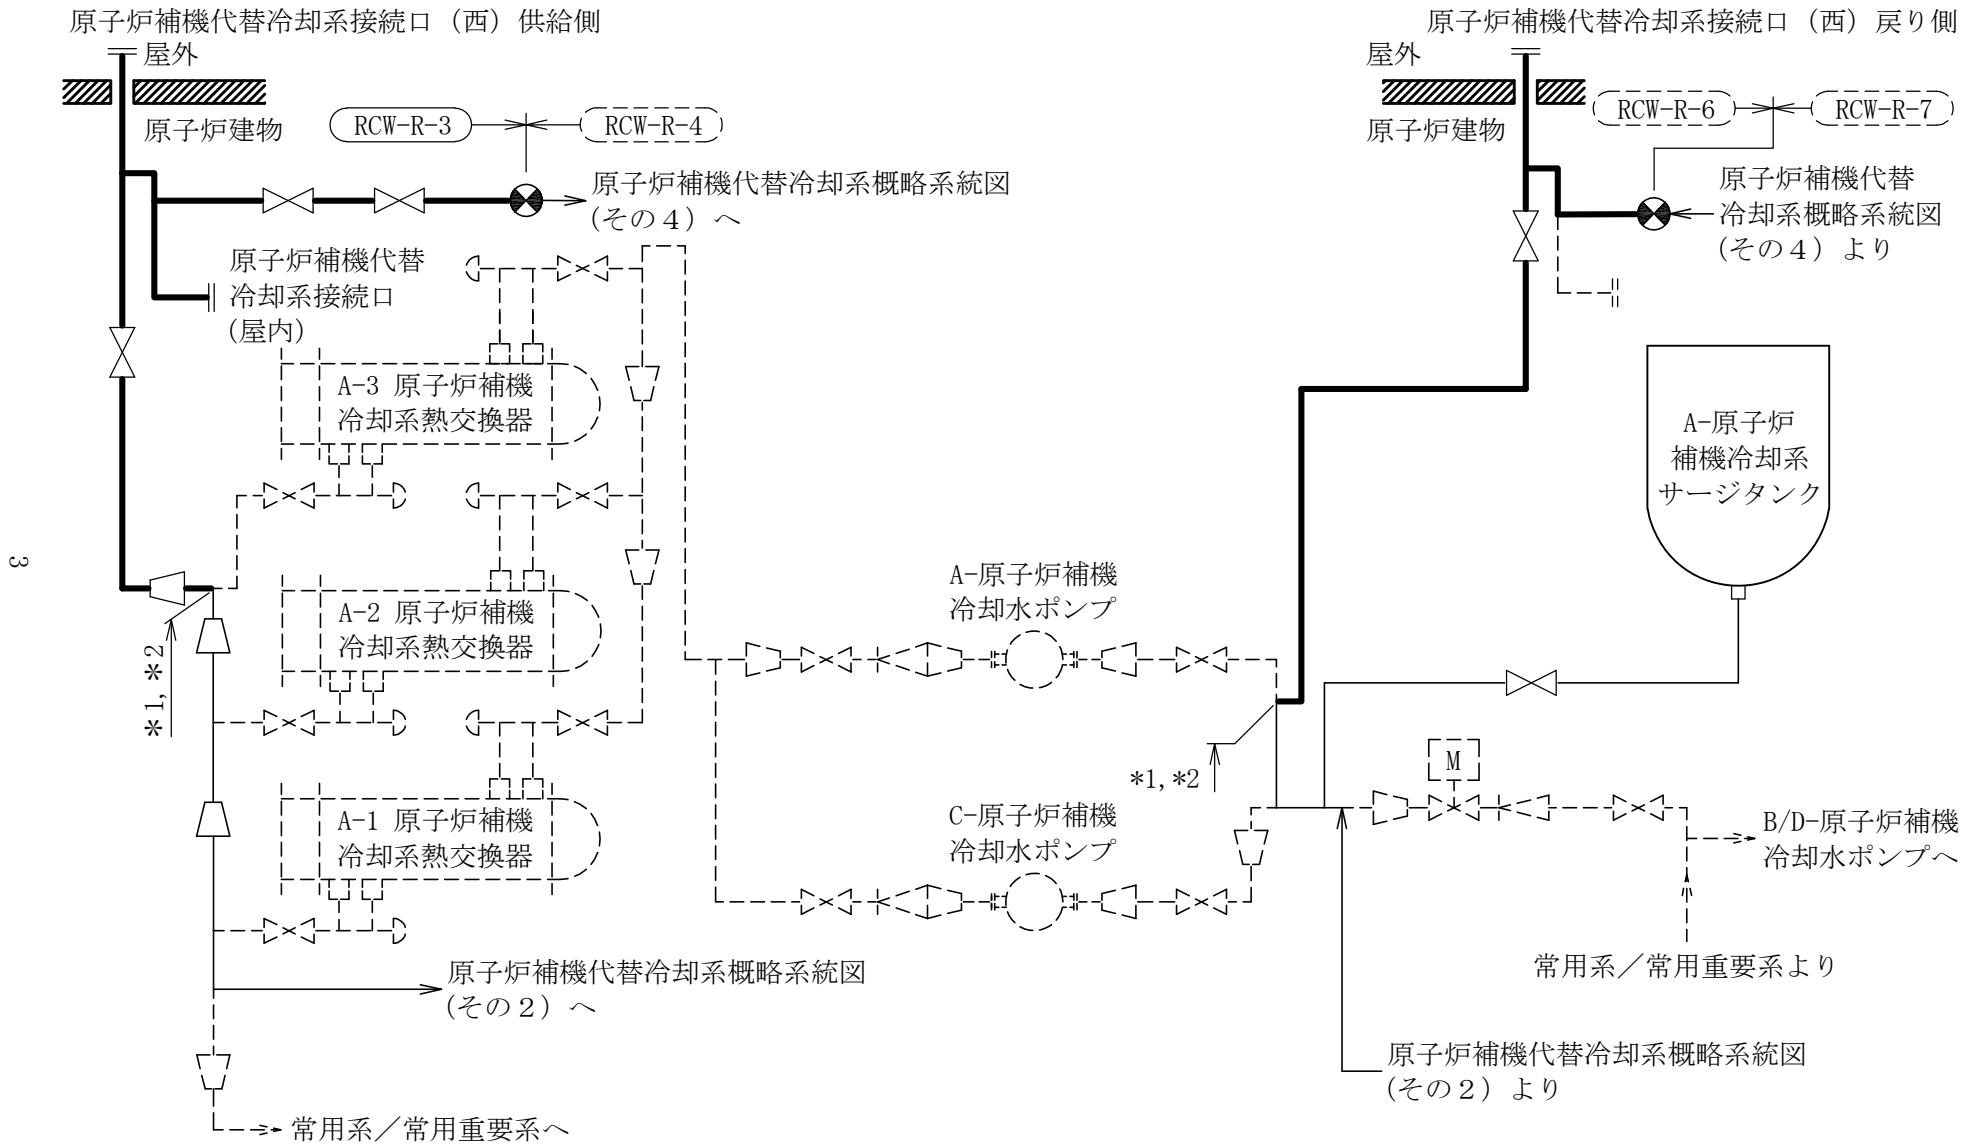 原子炉補機代替冷却系接続口（西）供給側
屋外
原子炉建物
RCW-R-3
RCW-R-4
原子炉補機代替冷却系概略系統図
(その４）へ
原子炉補機代替
冷却系接続口
(屋内)
原子炉補機代替冷却系接続口（西）戻り側
屋外
原子炉建物
RCW-R-6
RCW-R-7
原子炉補機代替
冷却系概略系統図
(その４）より
A-3 原子炉補機
冷却系熱交換器
A-2 原子炉補機
冷却系熱交換器
A-1 原子炉補機
冷却系熱交換器
*1,*2
A-原子炉補機
冷却水ポンプ
C-原子炉補機
冷却水ポンプ
*1,*2
A-原子炉
補機冷却系
サージタンク
M
B/D-原子炉補機
冷却水ポンプへ
常用系／常用重要系より
原子炉補機代替冷却系概略系統図
(その２）へ
原子炉補機代替冷却系概略系統図
(その２）より
常用系／常用重要系へ
3